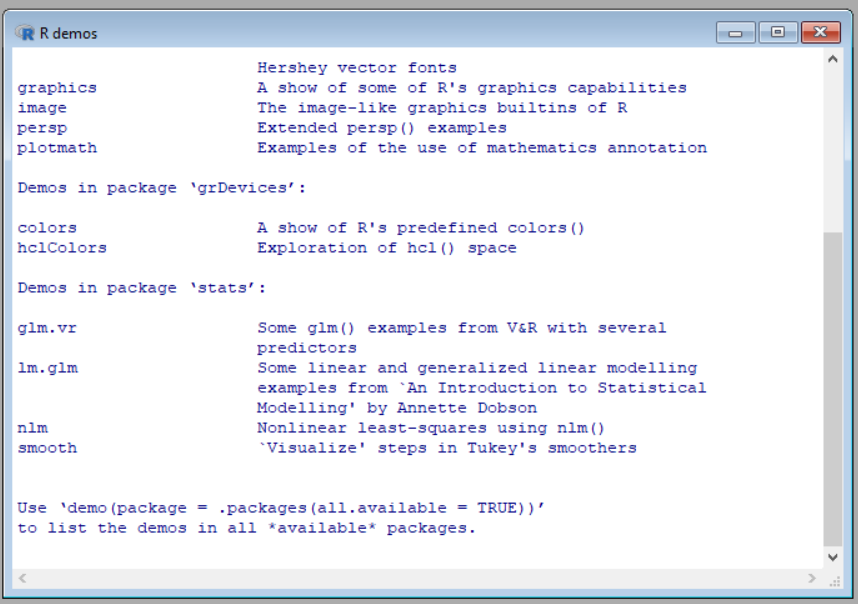 R demos
Hershey vector fonts
graphics A show of some of R's graphics capabilities
image The image-like graphics builtins of R
persp Extended persp() examples
plotmath Examples of the use of mathematics annotation
Demos in package ‘grDevices’:
colors A show of R's predefined colors()
hclColors Exploration of hcl() space
Demos in package ‘stats’:
glm.vr Some glm() examples from V&R with several
predictors
lm.glm Some linear and generalized linear modelling
examples from `An Introduction to Statistical
Modelling' by Annette Dobson
nlm Nonlinear least-squares using nlm()
smooth `Visualize' steps in Tukey's smoothers
Use ‘demo(package = .packages(all.available = TRUE))’
to list the demos in all *available* packages.